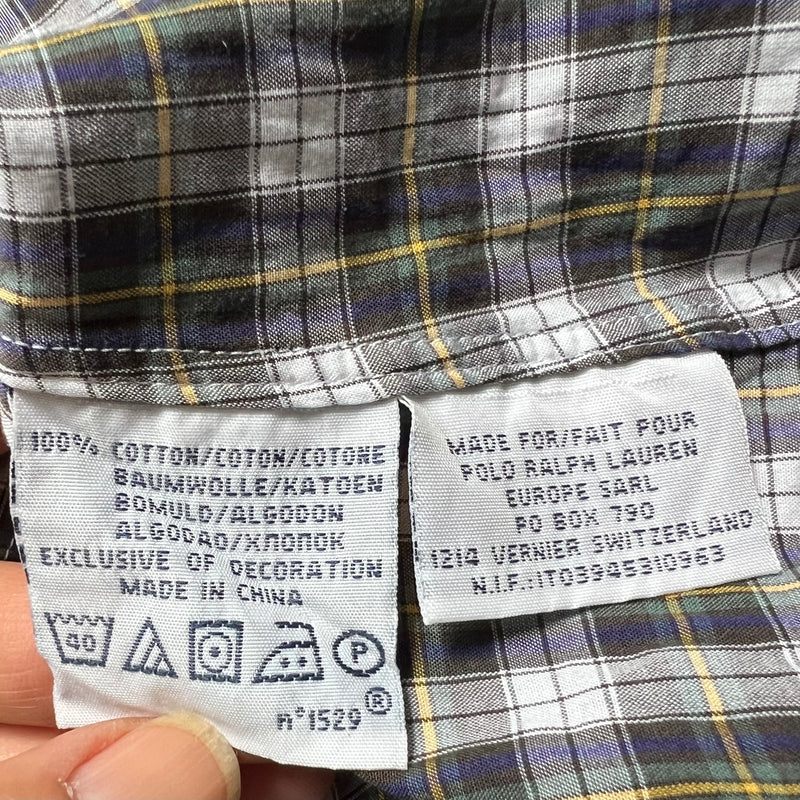 100% COTTON/COTON/COTONE
BAUMWOLLE/KATOEN
BOMULD/ALGODON
ALGODAO/ХЛОПОК
EXCLUSIVE OF DECORATION
MADE IN CHINA
40
P
n°1529®
MADE FOR/FAIT POUR
POLO RALPH LAUREN
EUROPE SARL
PO BOX 790
1214 VERNIER SWITZERLAND
N.I.F.:IT03945310963